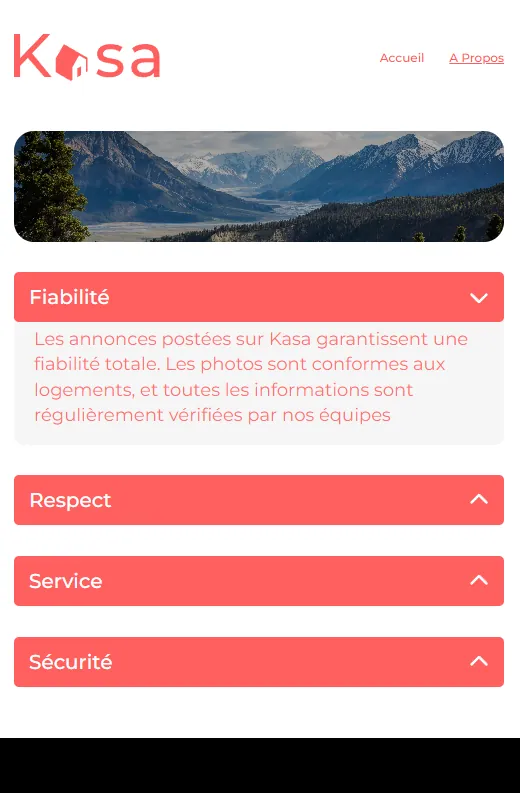 Kasa
Accueil
A Propos
Fiabilité
Les annonces postées sur Kasa garantissent une
fiabilité totale. Les photos sont conformes aux
logements, et toutes les informations sont
régulièrement vérifiées par nos équipes
Respect
Service
Sécurité